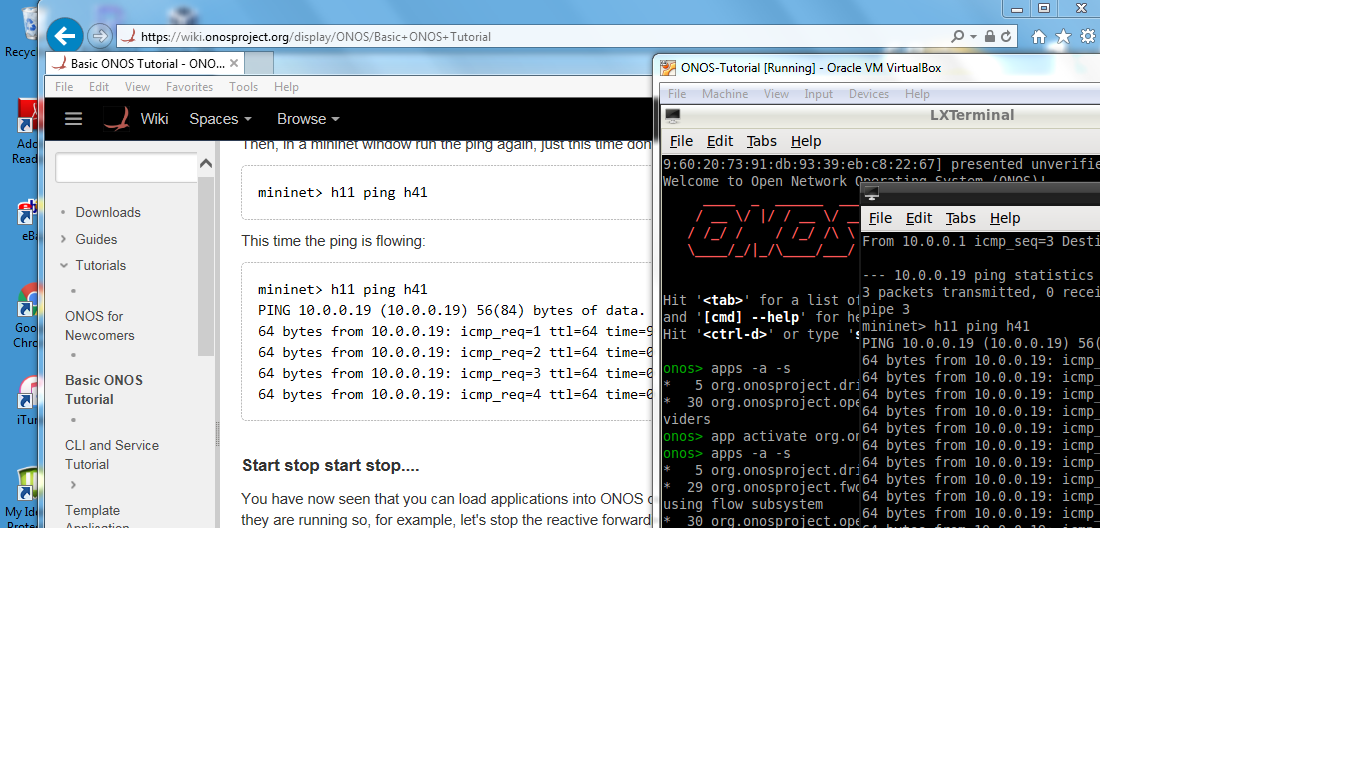 Recyc
Ado
Read
eBa
Goo
Chro
iTun
My Ide
Prote
https://wiki.onosproject.org/display/ONOS/Basic+ONOS+Tutorial
Basic ONOS Tutorial - ONO...
File Edit View Favorites Tools Help
Wiki Spaces Browse
Downloads
Guides
Tutorials
ONOS for
Newcomers
Basic ONOS
Tutorial
CLI and Service
Tutorial
Template
Application
Then, in a mininet window run the ping again, just this time don
mininet> h11 ping h41
This time the ping is flowing:
mininet> h11 ping h41
PING 10.0.0.19 (10.0.0.19) 56(84) bytes of data.
64 bytes from 10.0.0.19: icmp_req=1 ttl=64 time=9
64 bytes from 10.0.0.19: icmp_req=2 ttl=64 time=0
64 bytes from 10.0.0.19: icmp_req=3 ttl=64 time=0
64 bytes from 10.0.0.19: icmp_req=4 ttl=64 time=0
Start stop start stop....
You have now seen that you can load applications into ONOS
they are running so, for example, let's stop the reactive forward
ONOS-Tutorial [Running] - Oracle VM VirtualBox
File Machine View Input Devices Help
LXTerminal
File Edit Tabs Help
9:60:20:73:91:db:93:39:eb:c8:22:67] presented unverifie
Welcome to Open Network Operating System (ONOS)!
Hit '<tab>' for a list of
and '[cmd] --help' for he
Hit '<ctrl-d>' or type 's
onos> apps -a -s
* 5 org.onosproject.dri
* 30 org.onosproject.ope
viders
onos> app activate org.on
onos> apps -a -s
* 5 org.onosproject.dri
* 29 org.onosproject.fwd
using flow subsystem
* 30 org.onosproject.ope
File Edit Tabs Help
From 10.0.0.1 icmp_seq=3 Desti
--- 10.0.0.19 ping statistics
3 packets transmitted, 0 recei
pipe 3
mininet> h11 ping h41
PING 10.0.0.19 (10.0.0.19) 56(
64 bytes from 10.0.0.19: icmp_
64 bytes from 10.0.0.19: icmp_
64 bytes from 10.0.0.19: icmp_
64 bytes from 10.0.0.19: icmp_
64 bytes from 10.0.0.19: icmp_
64 bytes from 10.0.0.19: icmp_
64 bytes from 10.0.0.19: icmp_
64 bytes from 10.0.0.19: icmp_
64 bytes from 10.0.0.19: icmp_
64 bytes from 10.0.0.19: icmp_
64 bytes from 10.0.0.19: icmp_